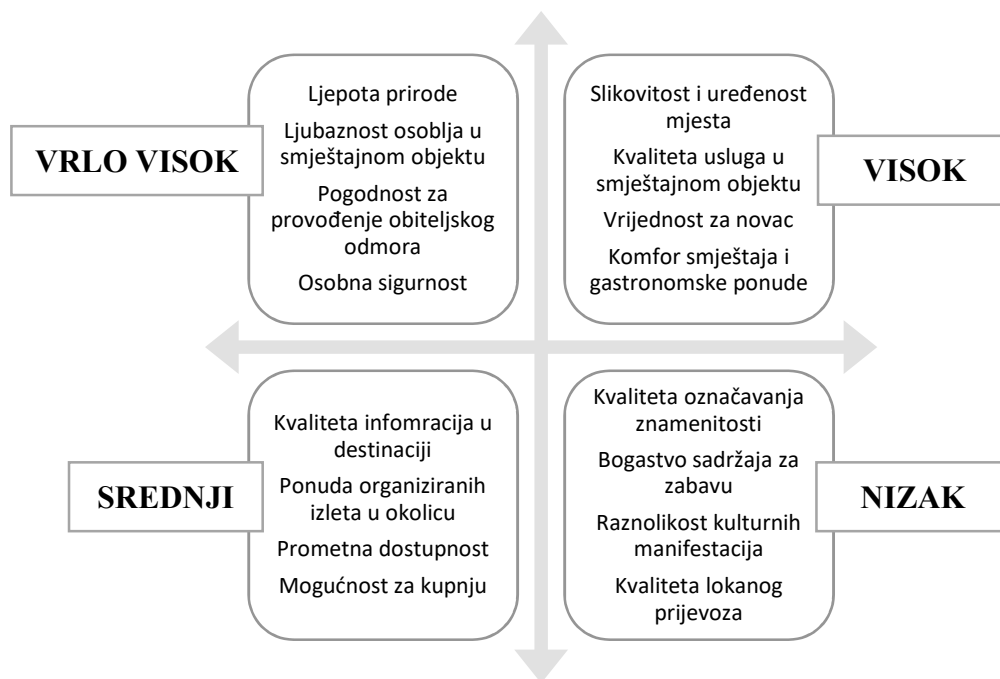 VRLO VISOK
Ljepota prirode
Ljubaznost osoblja u
smještajnom objektu
Pogodnost za
provođenje obiteljskog
odmora
Osobna sigurnost
Slikovitost i uređenost
mjesta
Kvaliteta usluga u
smještajnom objektu
Vrijednost za novac
Komfor smještaja i
gastronomske ponude
VISOK
SREDNJI
Kvaliteta infomracija u
destinaciji
Ponuda organiziranih
izleta u okolicu
Prometna dostupnost
Mogućnost za kupnju
Kvaliteta označavanja
znamenitosti
Bogastvo sadržaja za
zabavu
Raznolikost kulturnih
manifestacija
Kvaliteta lokanog
prijevoza
NIZAK